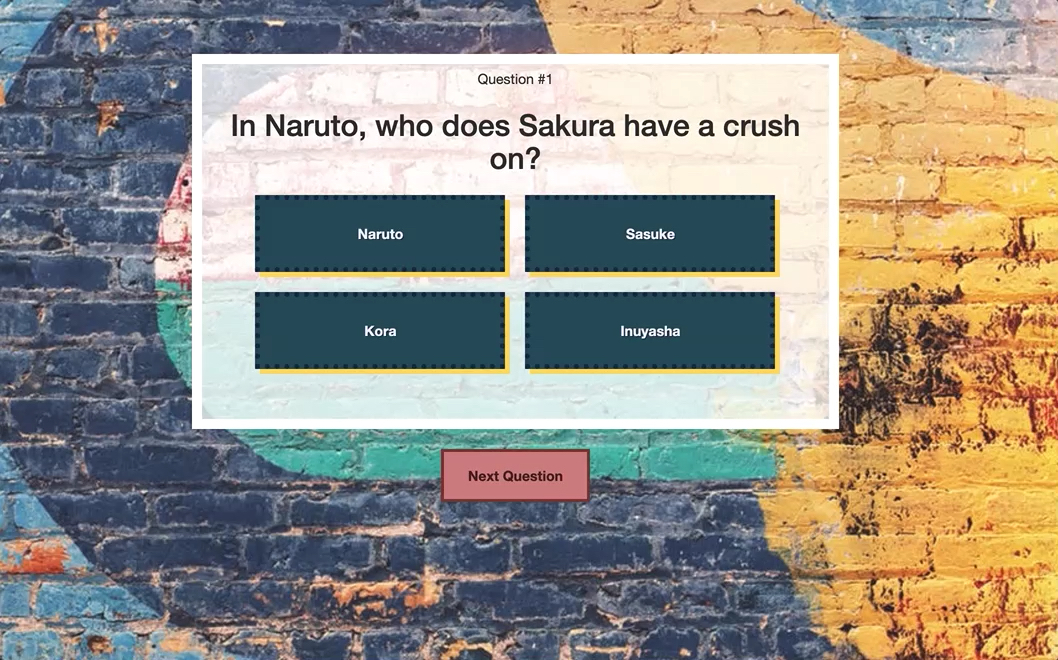 Question #1
In Naruto, who does Sakura have a crush
on?
Naruto
Sasuke
Kora
Inuyasha
Next Question